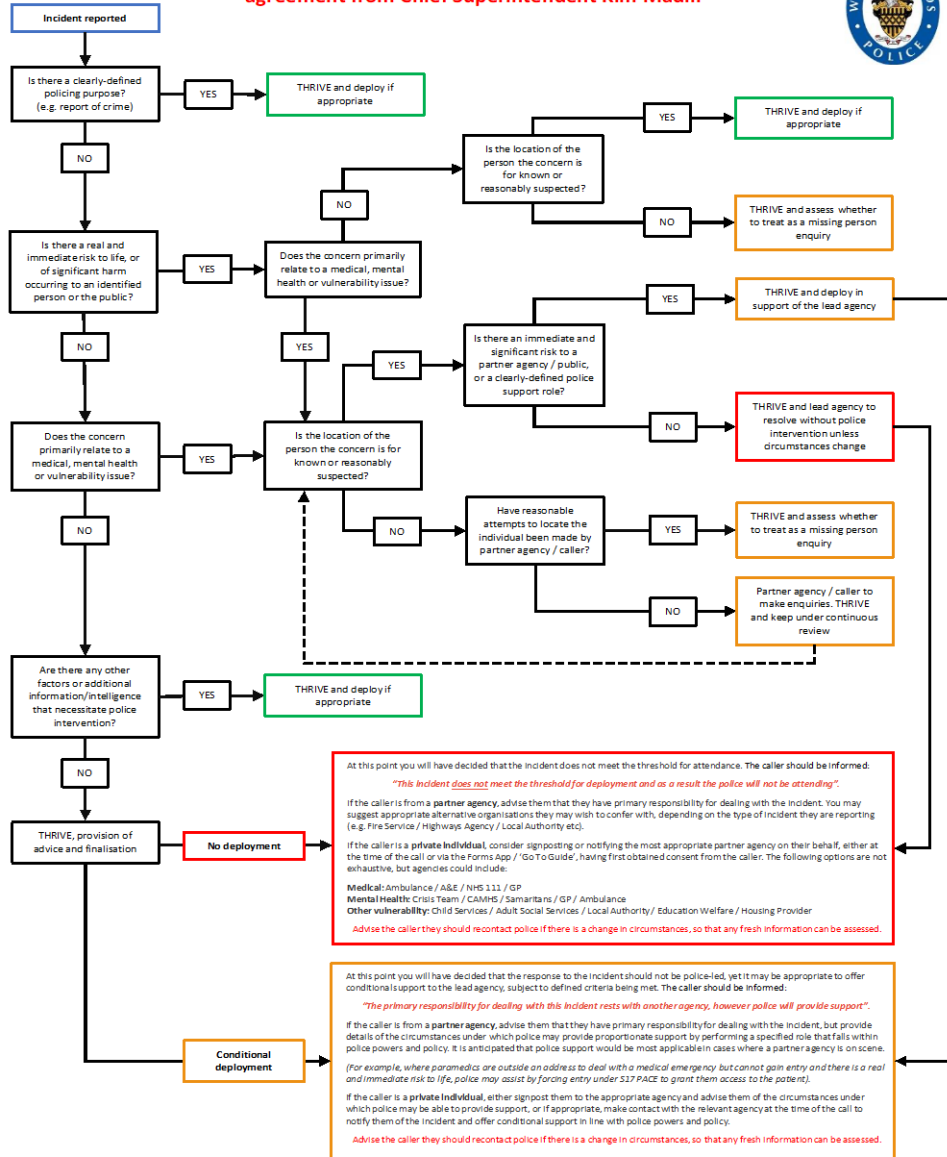 agreement from Chief Superintendent Kim Madill
POLICE
Incident reported
Is there a clearly-defined
policing purpose?
(e.g. report of crime)
YES
THRIVE and deploy if
appropriate
NO
Is there a real and
immediate risk to life, or
of significant harm
occurring to an identified
person or the public?
YES
Does the concern primarily
relate to a medical, mental
health or vulnerability issue?
NO
Is the location of the
person the concern is
for known or
reasonably suspected?
YES
THRIVE and deploy if
appropriate
NO
THRIVE and assess whether
to treat as a missing person
enquiry
YES
NO
Does the concern
primarily relate to a
medical, mental health
or vulnerability issue?
YES
Is the location of the
person the concern is for
known or reasonably
suspected?
YES
Is there an immediate and
significant risk to a
partner agency / public,
or a clearly-defined police
support role?
YES
THRIVE and deploy in
support of the lead agency
NO
THRIVE and lead agency to
resolve without police
intervention unless
circumstances change
NO
Have reasonable
attempts to locate the
individual been made by
partner agency / caller?
YES
THRIVE and assess whether
to treat as a missing person
enquiry
NO
Partner agency / caller to
make enquiries. THRIVE
and keep under continuous
review
NO
Are there any other
factors or additional
information/intelligence
that necessitate police
intervention?
YES
THRIVE and deploy if
appropriate
NO
THRIVE, provision of
advice and finalisation
No deployment
At this point you will have decided that the incident does not meet the threshold for attendance. The caller should be informed:
"This incident does not meet the threshold for deployment and as a result the police will not be attending".
If the caller is from a partner agency, advise them that they have primary responsibility for dealing with the incident. You may
suggest appropriate alternative organisations they may wish to confer with, depending on the type of incident they are reporting
(e.g. Fire Service / Highways Agency / Local Authority etc).
If the caller is a private individual, consider signposting or notifying the most appropriate partner agency on their behalf, either at
the time of the call or via the Forms App / 'Go To Guide', having first obtained consent from the caller. The following options are not
exhaustive, but agencies could include:
Medical: Ambulance / A&E / NHS 111 / GP
Mental Health: Crisis Team / CAMHS / Samaritans / GP / Ambulance
Other vulnerability: Child Services / Adult Social Services / Local Authority / Education Welfare / Housing Provider
Advise the caller they should recontact police if there is a change in circumstances, so that any fresh information can be assessed.
Conditional
deployment
At this point you will have decided that the response to the incident should not be police-led, yet it may be appropriate to offer
conditional support to the lead agency, subject to defined criteria being met. The caller should be informed:
"The primary responsibility for dealing with this incident rests with another agency, however police will provide support".
If the caller is from a partner agency, advise them that they have primary responsibility for dealing with the incident, but provide
details of the circumstances under which police may provide proportionate support by performing a specified role that falls within
police powers and policy. It is anticipated that police support would be most applicable in cases where a partner agency is on scene.
(For example, where paramedics are outside an address to deal with a medical emergency but cannot gain entry and there is a real
and immediate risk to life, police may assist by forcing entry under S17 PACE to grant them access to the patient).
If the caller is a private individual, either signpost them to the appropriate agency and advise them of the circumstances under
which police may be able to provide support, or if appropriate, make contact with the relevant agency at the time of the call to
notify them of the incident and offer conditional support in line with police powers and policy.
Advise the caller they should recontact police if there is a change in circumstances, so that any fresh information can be assessed.